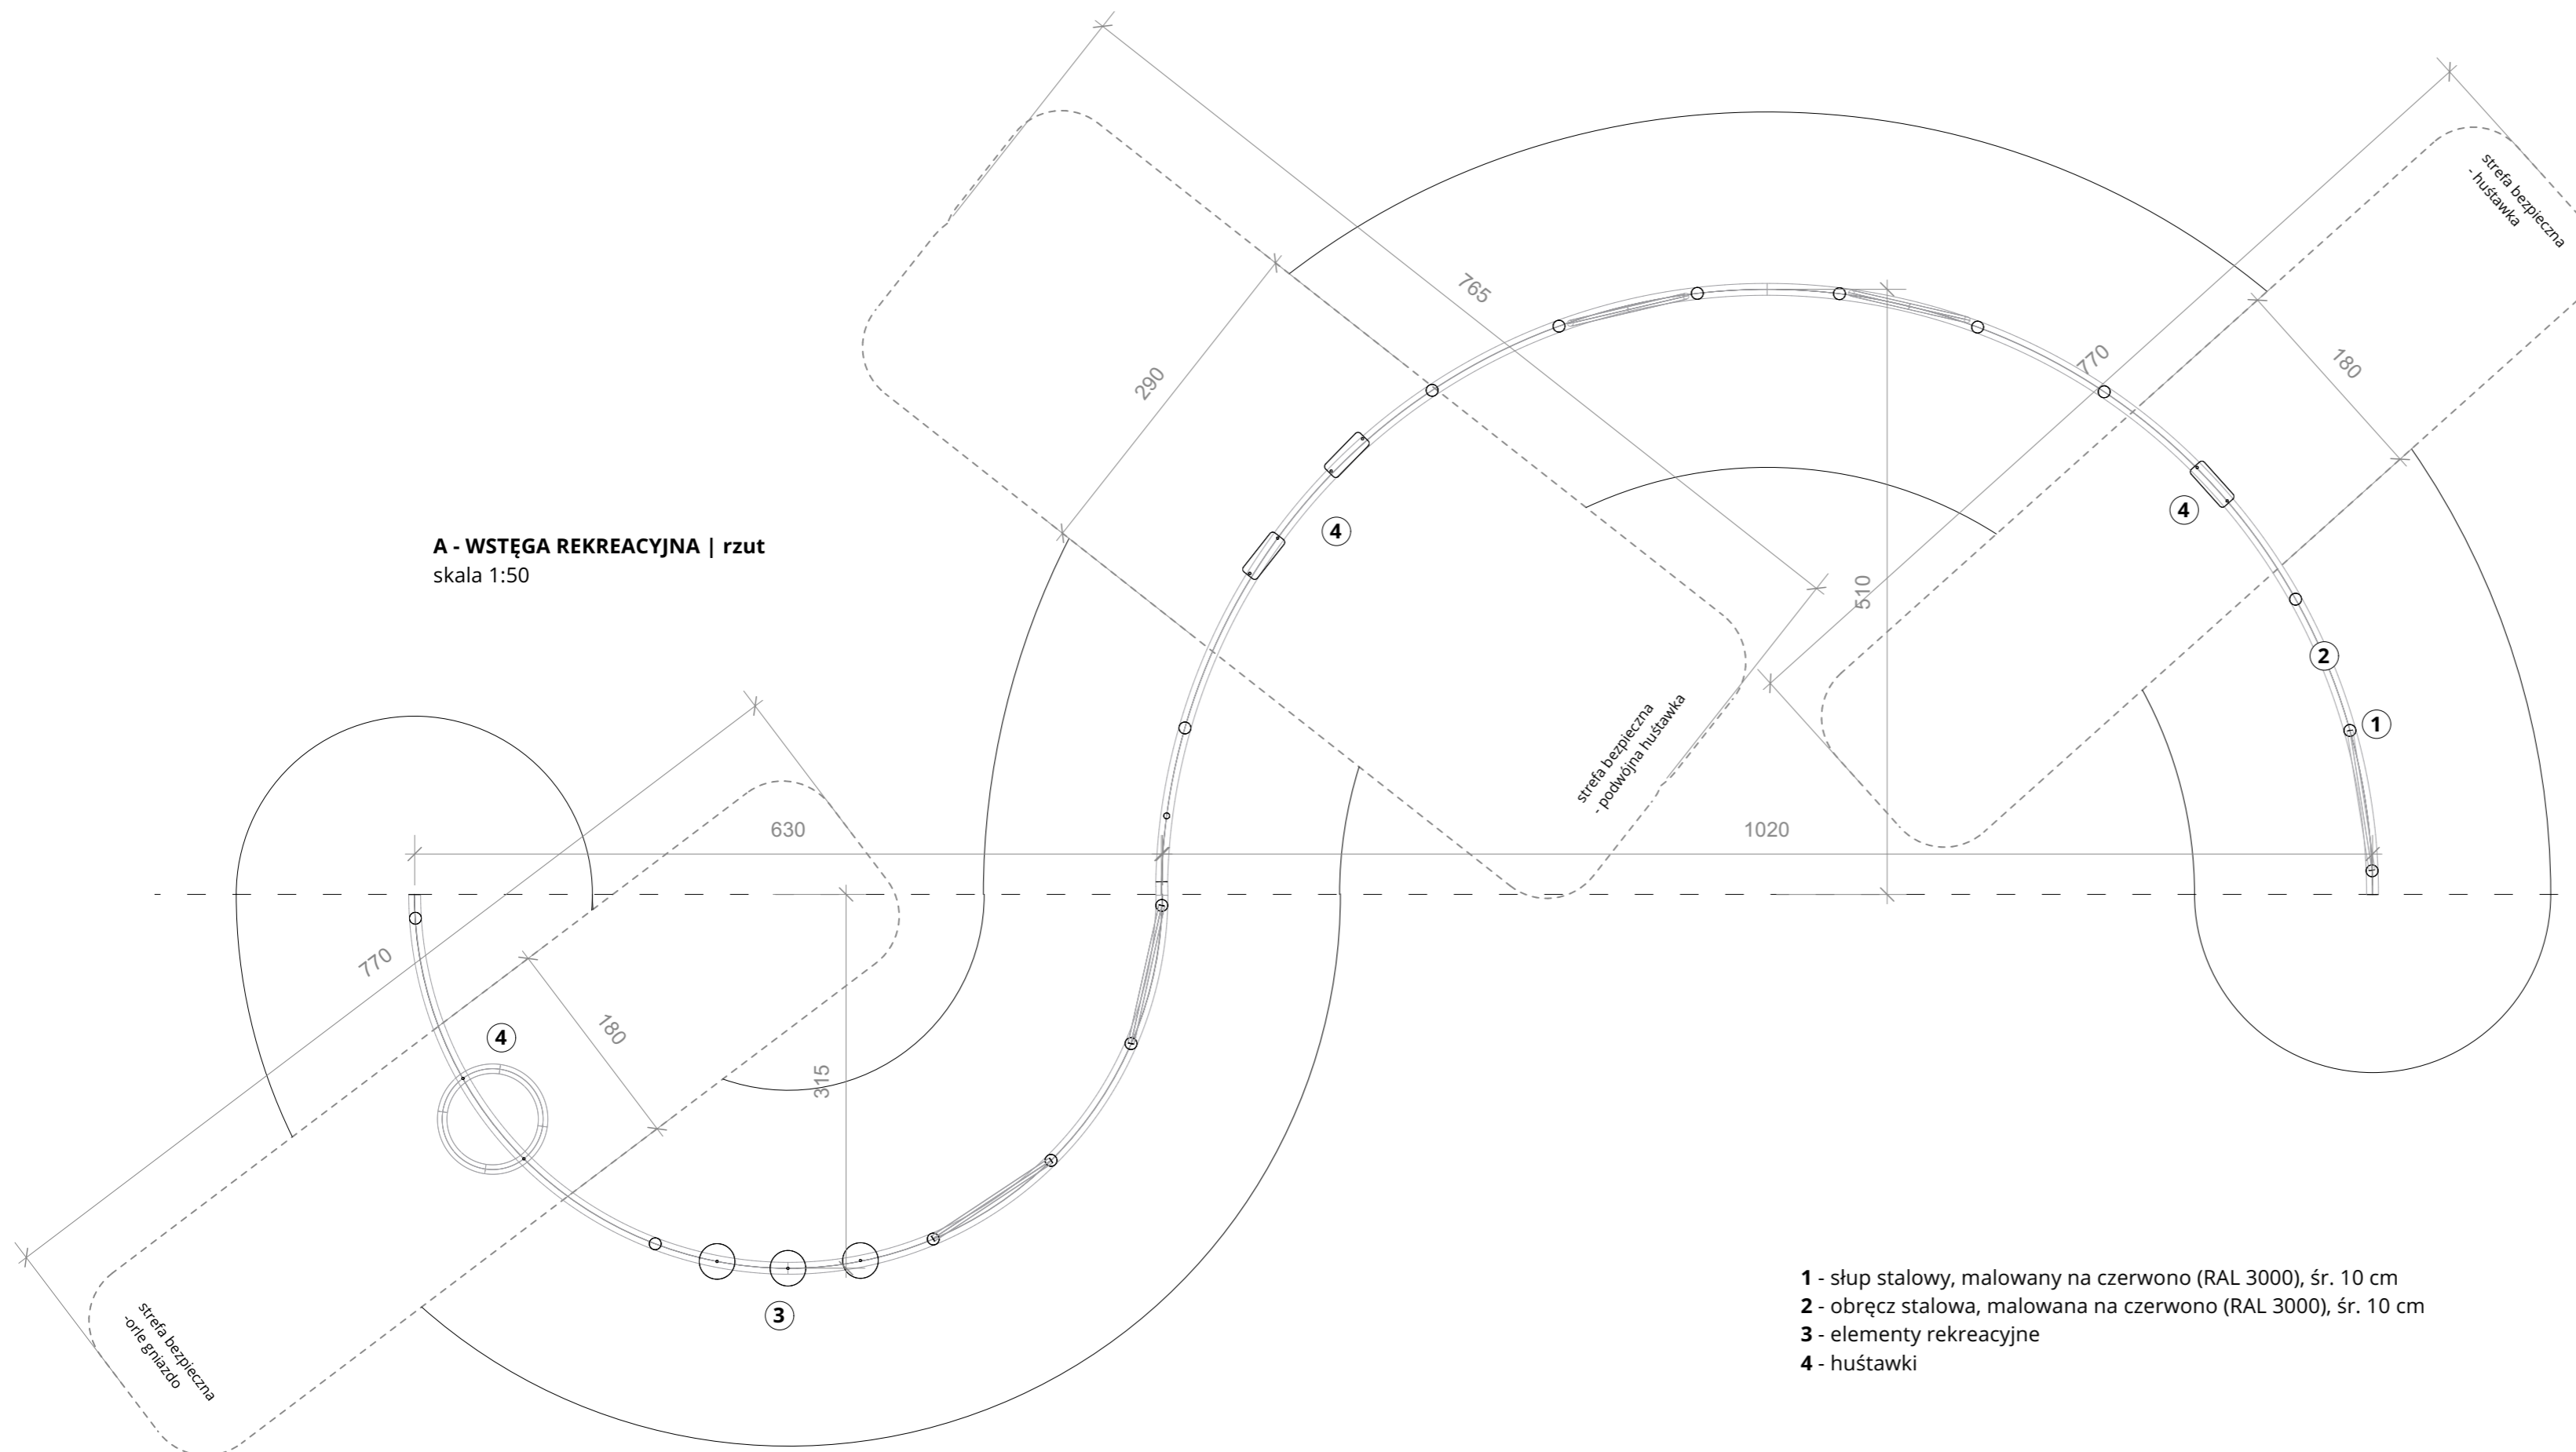 strefa bezpieczna
- huśtawka
765
770
180
290
4
4
A - WSTĘGA REKREACYJNA | rzut
skala 1:50
510
2
1
strefa bezpieczna
- podwójna huśtawka
630
1020
770
180
4
315
3
strefa bezpieczna
-orle gniazdo
1 - słup stalowy, malowany na czerwono (RAL 3000), śr. 10 cm
2 - obręcz stalowa, malowana na czerwono (RAL 3000), śr. 10 cm
3 - elementy rekreacyjne
4 - huśtawki